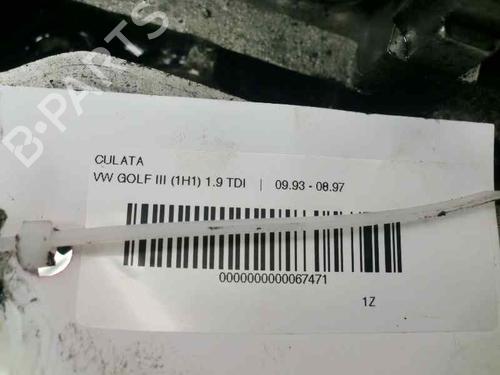 B-PARTS
CULATA
VW GOLF III (1H1) 1.9 TDI | 09.93 - 08.97
0000000000067471
1Z